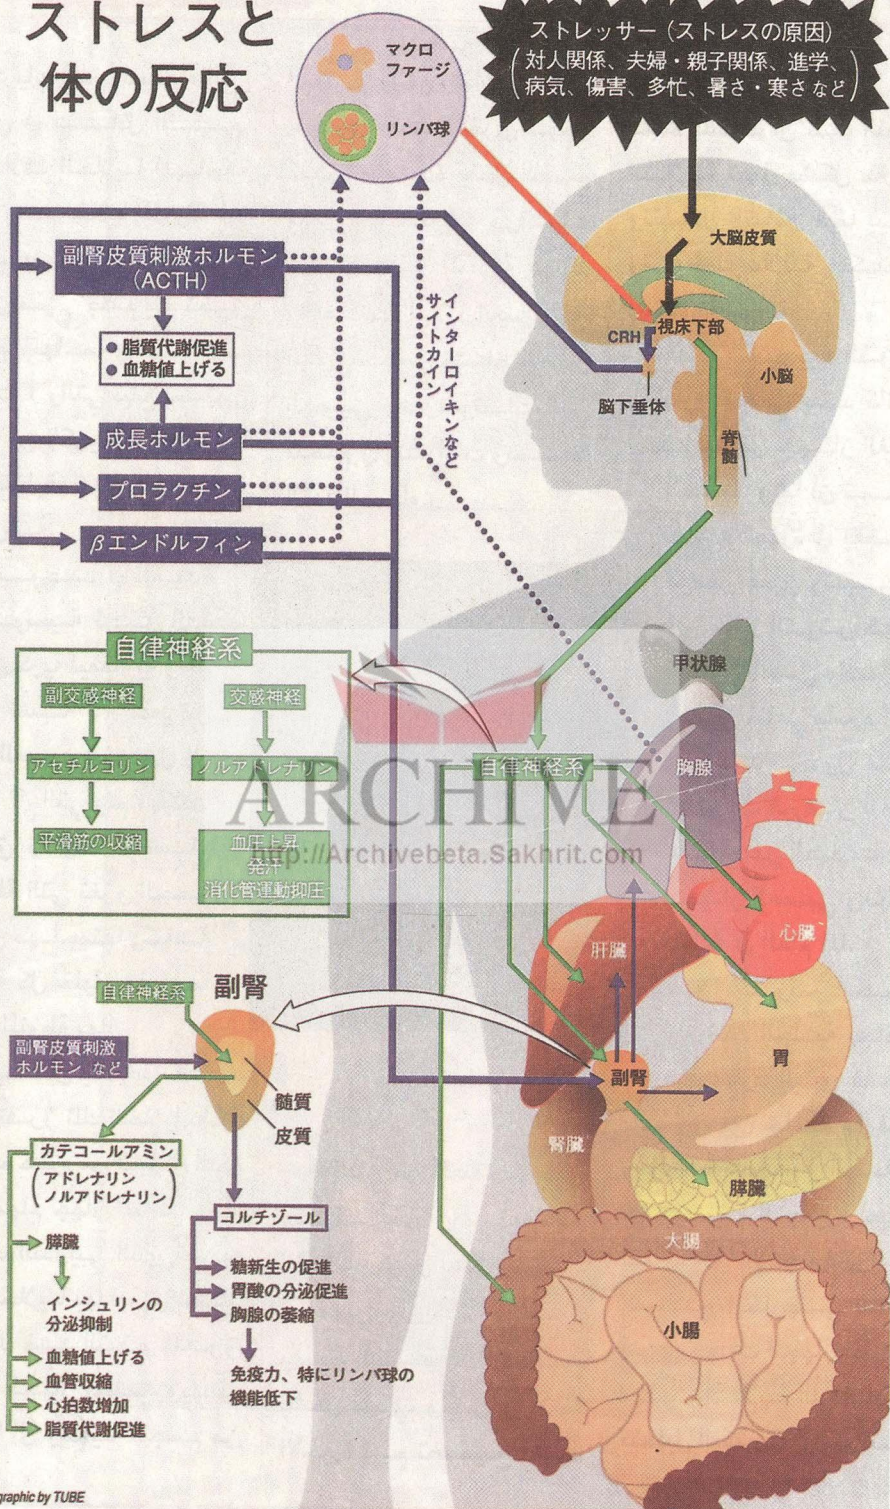 ストレスと
体の反応
マクロ
ファージ
リンパ球
ストレッサー(ストレスの原因)
(対人関係、夫婦・親子関係、進学、
病気、傷害、多忙、暑さ・寒さなど)
大脳皮質
視床下部
CRH
小脳
脳下垂体
脊髄
副腎皮質刺激ホルモン
(ACTH)
●脂質代謝促進
●血糖値上げる
成長ホルモン
プロラクチン
βエンドルフィン
インターロイキンなど
サイトカイン
自律神経系
副交感神経
アセチルコリン
平滑筋の収縮
交感神経
ノルアドレナリン
血圧上昇
発汗
消化管運動抑圧
甲状腺
胸腺
自律神経系
ARCHIVE
http://Archivebeta.Sakhrit.com
心臓
肝臓
胃
副腎
腎臓
膵臓
大腸
小腸
自律神経系
副腎
副腎皮質刺激
ホルモン など
髄質
皮質
カテコールアミン
(アドレナリン
ノルアドレナリン)
膵臓
インシュリンの
分泌抑制
血糖値上げる
血管収縮
心拍数増加
脂質代謝促進
コルチゾール
糖新生の促進
胃酸の分泌促進
胸腺の萎縮
免疫力、特にリンパ球の
機能低下
graphic by TUBE